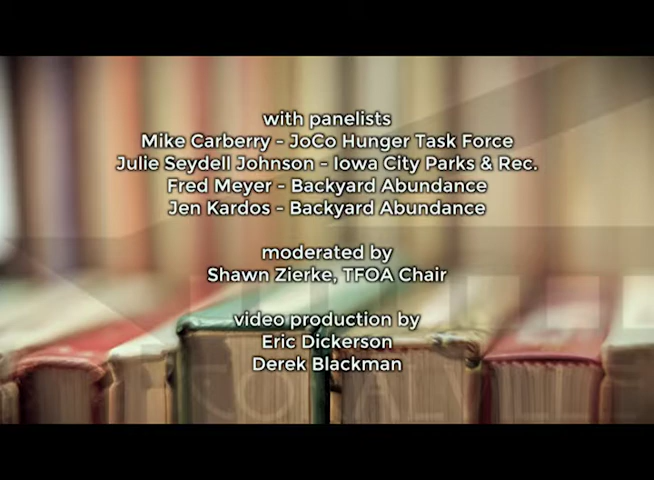 with panelists
Mike Carberry - JoCo Hunger Task Force
Julie Seydell Johnson - Iowa City Parks & Rec.
Fred Meyer - Backyard Abundance
Jen Kardos - Backyard Abundance
moderated by
Shawn Zierke, TFOA Chair
video production by
Eric Dickerson
Derek Blackman
CORALVILLE